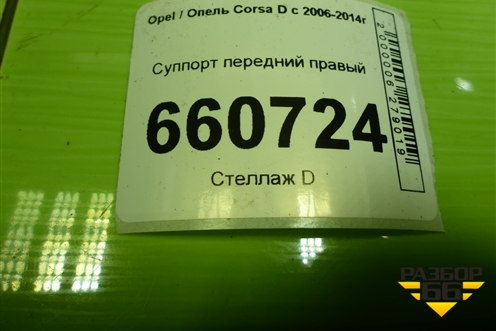 Opel / Опель Corsa D с 2006-2014г
Суппорт передний правый
660724
Стеллаж D
2000006279019
РАЗБОР
66